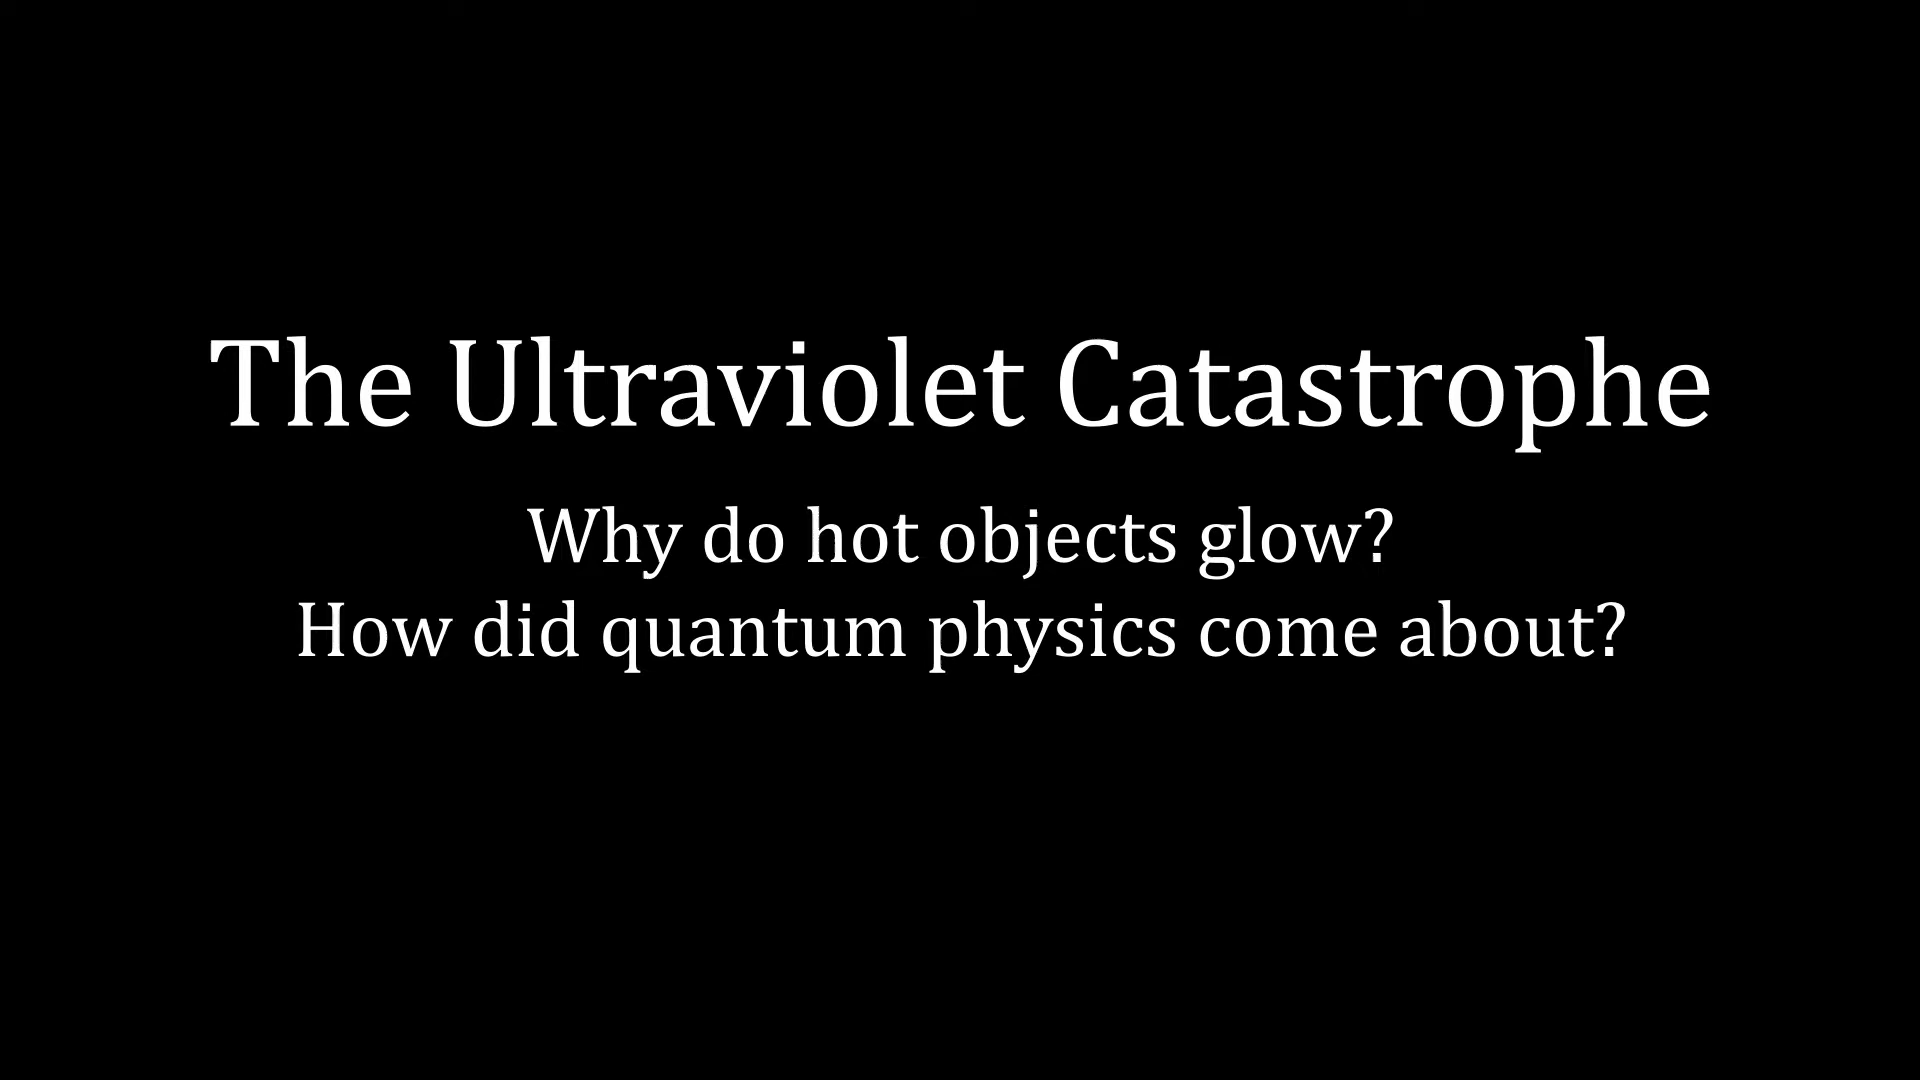 The Ultraviolet Catastrophe
Why do hot objects glow?
How did quantum physics come about?